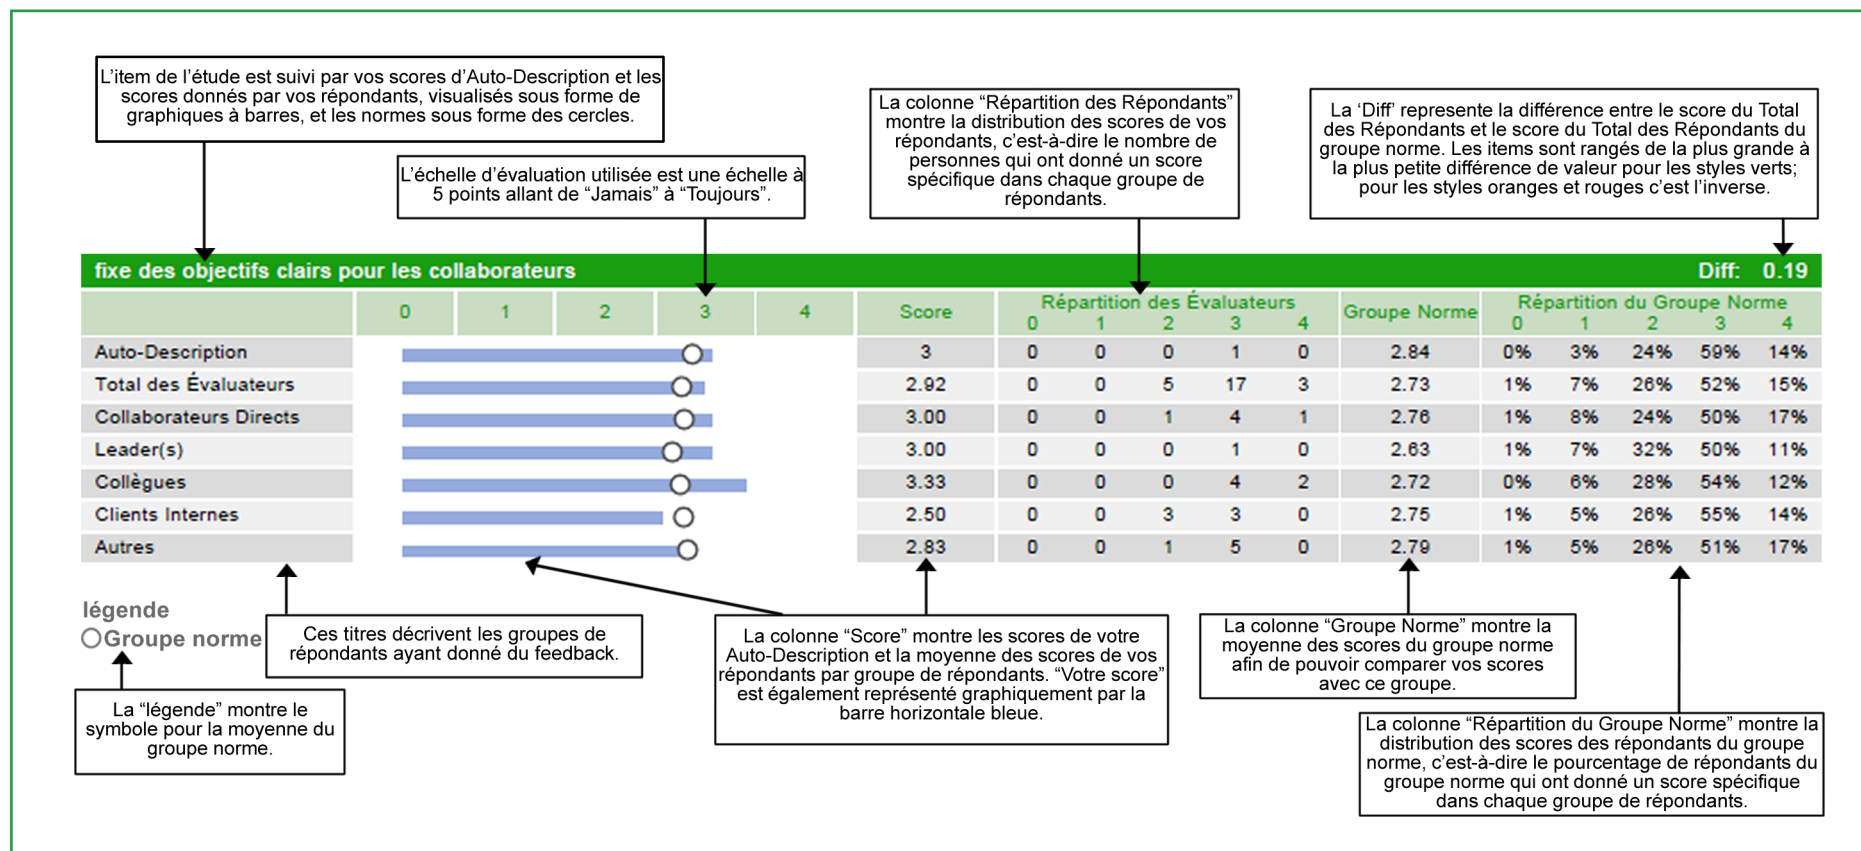 L’item de l’étude est suivi par vos scores d’Auto-Description et les
scores donnés par vos répondants, visualisés sous forme de
graphiques à barres, et les normes sous forme des cercles.
L’échelle d’évaluation utilisée est une échelle à
5 points allant de “Jamais” à “Toujours”.
La colonne “Répartition des Répondants”
montre la distribution des scores de vos
répondants, c’est-à-dire le nombre de
personnes qui ont donné un score
spécifique dans chaque groupe de
répondants.
La ‘Diff’ represente la différence entre le score du Total
des Répondants et le score du Total des Répondants du
groupe norme. Les items sont rangés de la plus grande à
la plus petite différence de valeur pour les styles verts;
pour les styles oranges et rouges c’est l’inverse.
fixe des objectifs clairs pour les collaborateurs Diff: 0.19
0 1 2 3 4 Score Répartition des Évaluateurs Groupe Norme Répartition du Groupe Norme
0 1 2 3 4 0 1 2 3 4
Auto-Description 3 0 0 0 1 0 2.84 0% 3% 24% 59% 14%
Total des Évaluateurs 2.92 0 0 5 17 3 2.73 1% 7% 26% 52% 15%
Collaborateurs Directs 3.00 0 0 1 4 1 2.76 1% 8% 24% 50% 17%
Leader(s) 3.00 0 0 0 1 0 2.63 1% 7% 32% 50% 11%
Collègues 3.33 0 0 0 4 2 2.72 0% 6% 28% 54% 12%
Clients Internes 2.50 0 0 3 3 0 2.75 1% 5% 26% 55% 14%
Autres 2.83 0 0 1 5 0 2.79 1% 5% 26% 51% 17%
légende
Groupe norme
La “légende” montre le
symbole pour la moyenne du
groupe norme.
Ces titres décrivent les groupes de
répondants ayant donné du feedback.
La colonne “Score” montre les scores de votre
Auto-Description et la moyenne des scores de vos
répondants par groupe de répondants. “Votre score”
est également représenté graphiquement par la
barre horizontale bleue.
La colonne “Groupe Norme” montre la
moyenne des scores du groupe norme
afin de pouvoir comparer vos scores
avec ce groupe.
La colonne “Répartition du Groupe Norme” montre la
distribution des scores des répondants du groupe
norme, c’est-à-dire le pourcentage de répondants du
groupe norme qui ont donné un score spécifique
dans chaque groupe de répondants.